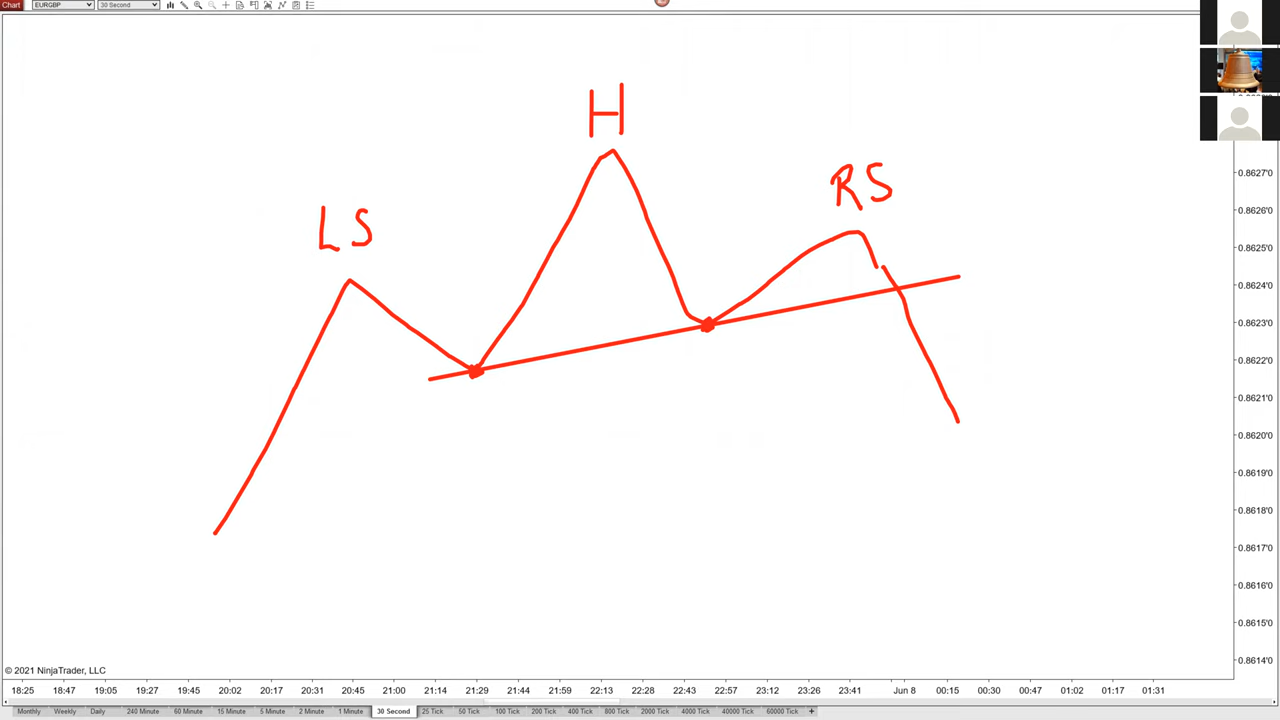 Chart EURGBP 30 Second
H
RS
LS
0.8627'0
0.8626'0
0.8625'0
0.8624'0
0.8623'0
0.8622'0
0.8621'0
0.8620'0
0.8619'0
0.8618'0
0.8617'0
0.8616'0
0.8615'0
0.8614'0
© 2021 NinjaTrader, LLC
18:25 18:47 19:05 19:27 19:45 20:02 20:17 20:31 20:45 21:00 21:14 21:29 21:44 21:59 22:13 22:28 22:43 22:57 23:12 23:26 23:41 Jun 8 00:15 00:30 00:47 01:02 01:17 01:31
Monthly Weekly Daily 240 Minute 60 Minute 15 Minute 5 Minute 2 Minute 1 Minute 30 Second 25 Tick 50 Tick 100 Tick 200 Tick 400 Tick 800 Tick 2000 Tick 4000 Tick 40000 Tick 60000 Tick +